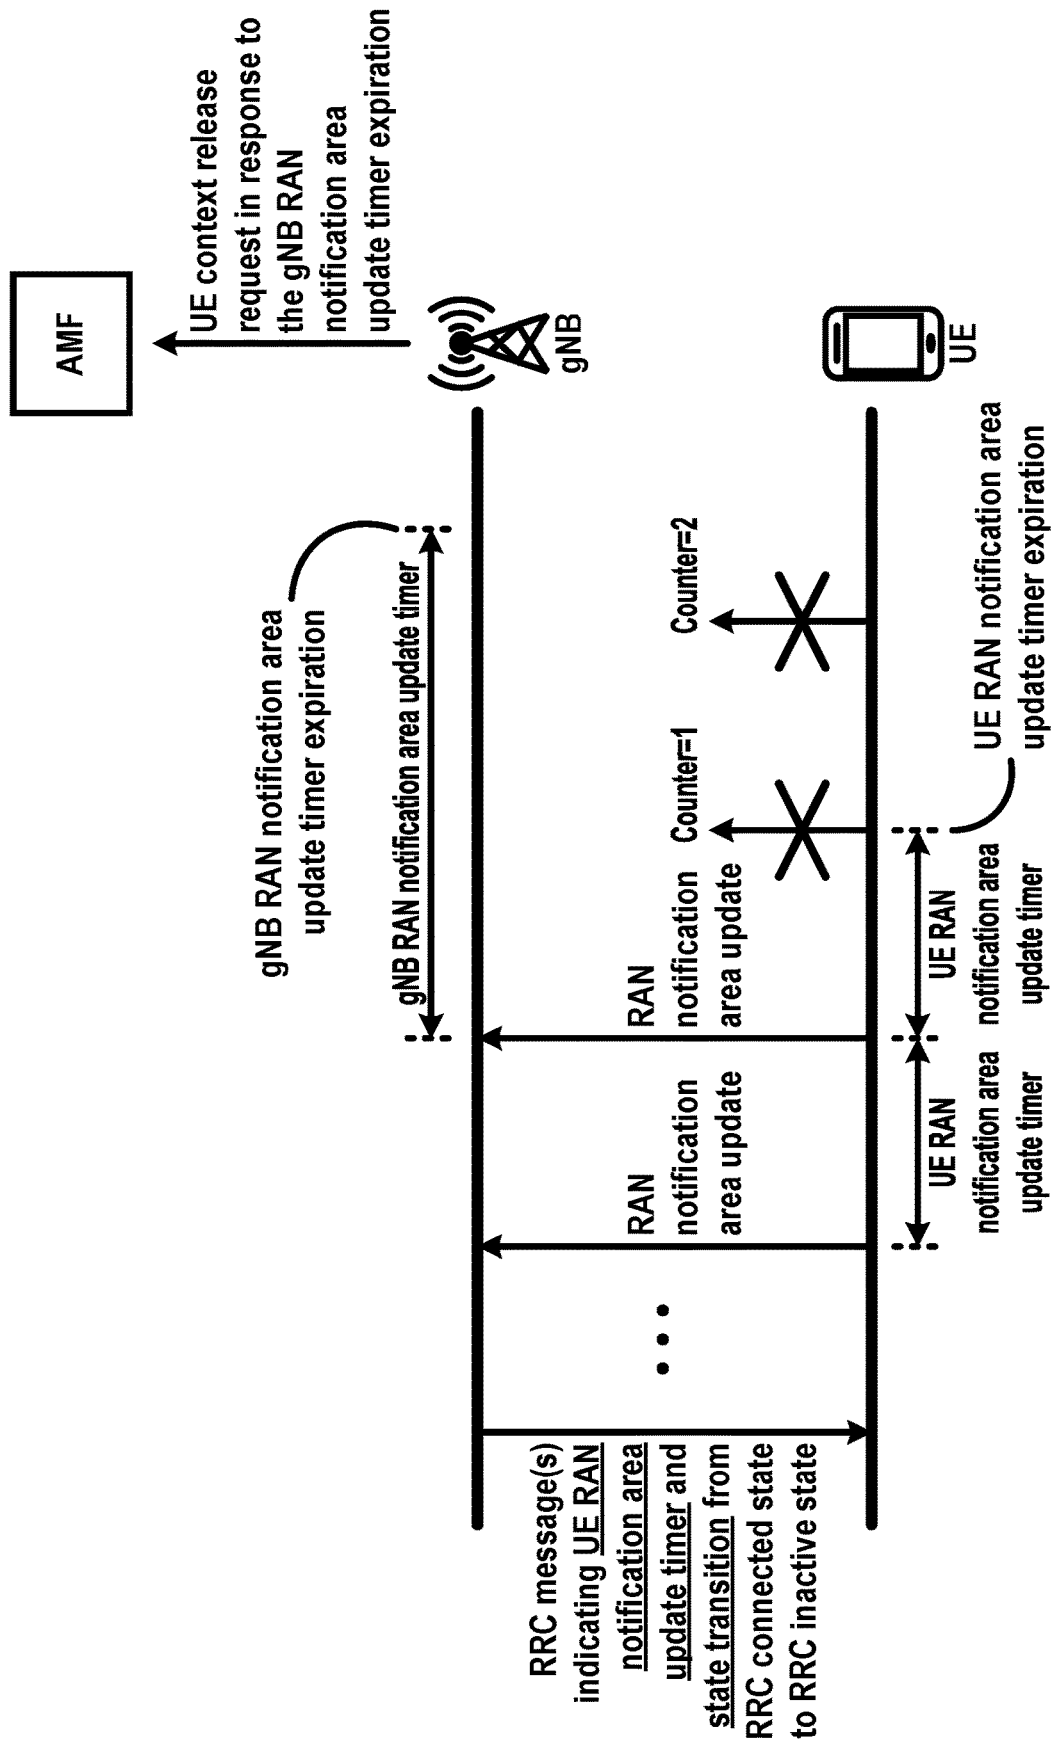 AMF
UE context release
request in response to
the gNB RAN
notification area
update timer expiration
gNB
UE
gNB RAN notification area
update timer expiration
gNB RAN notification area update timer
RRC message(s)
indicating UE RAN
notification area
update timer and
state transition from
RRC connected state
to RRC inactive state
RAN
notification
area update
RAN
notification
area update
Counter=1
Counter=2
UE RAN
notification area
update timer
UE RAN
notification area
update timer
UE RAN notification area
update timer expiration